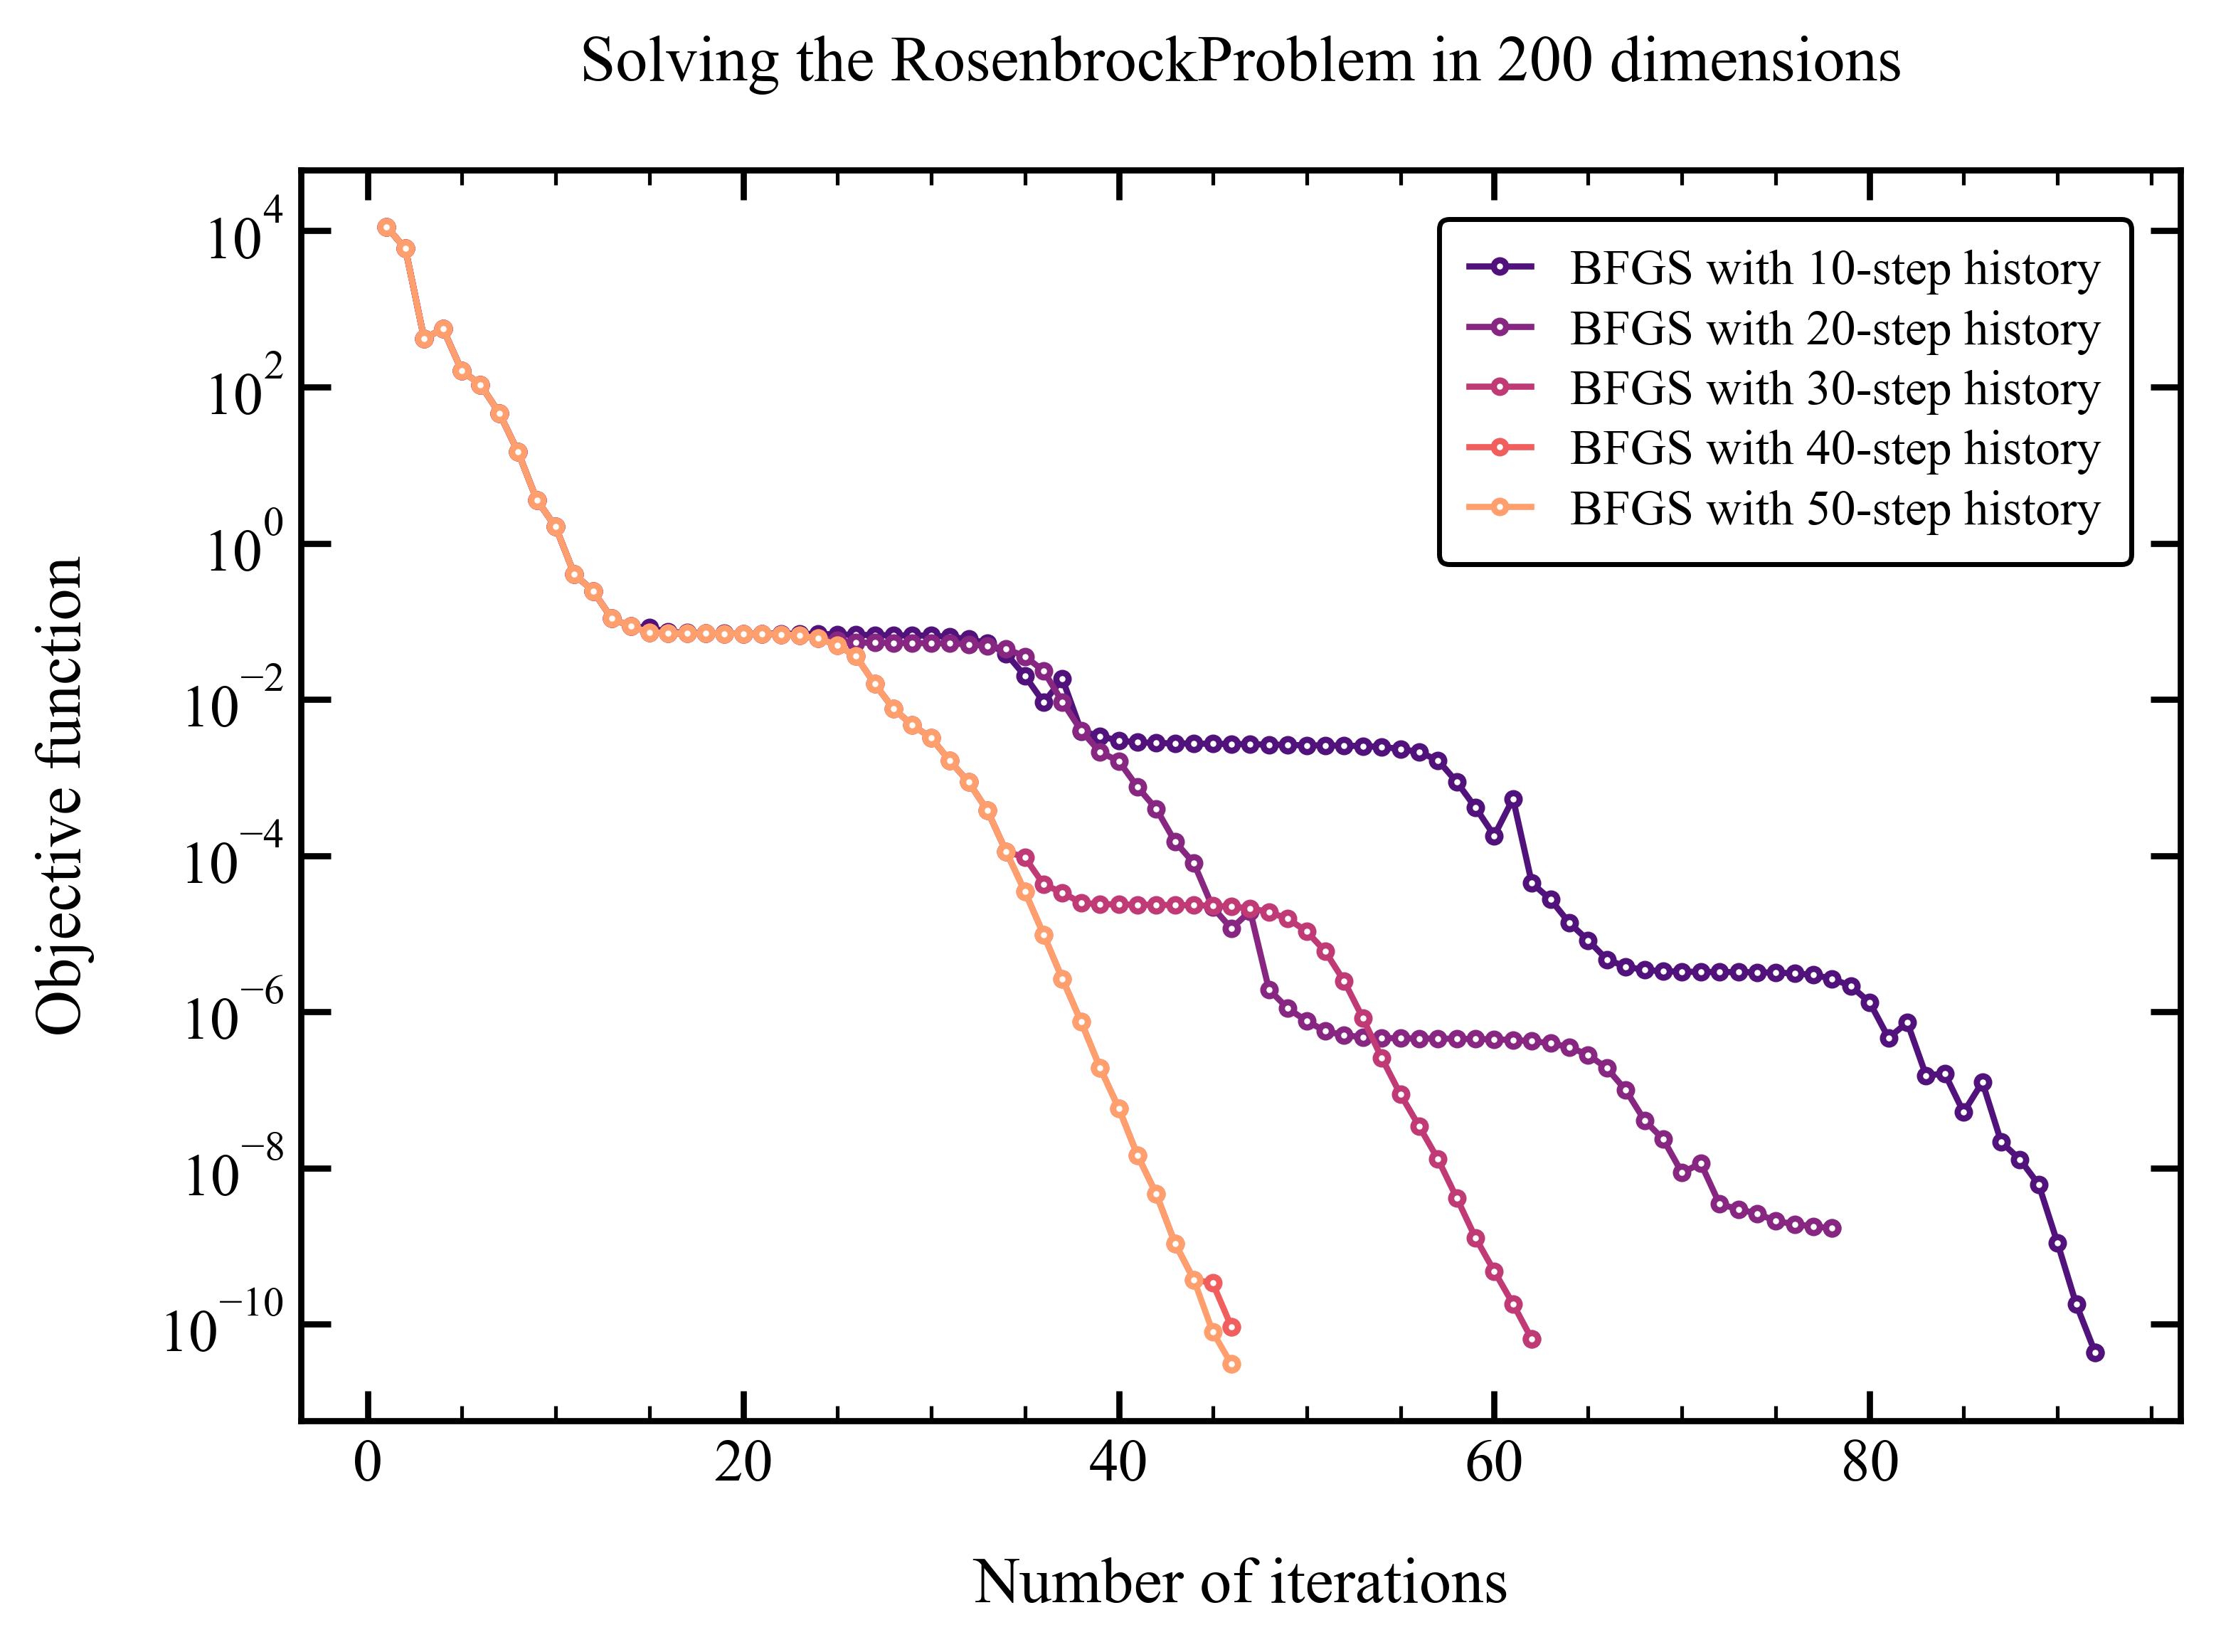 Solving the RosenbrockProblem in 200 dimensions
10^4
10^2
10^0
10^−2
10^−4
10^−6
10^−8
10^−10
Objective function
BFGS with 10-step history
BFGS with 20-step history
BFGS with 30-step history
BFGS with 40-step history
BFGS with 50-step history
0 20 40 60 80
Number of iterations